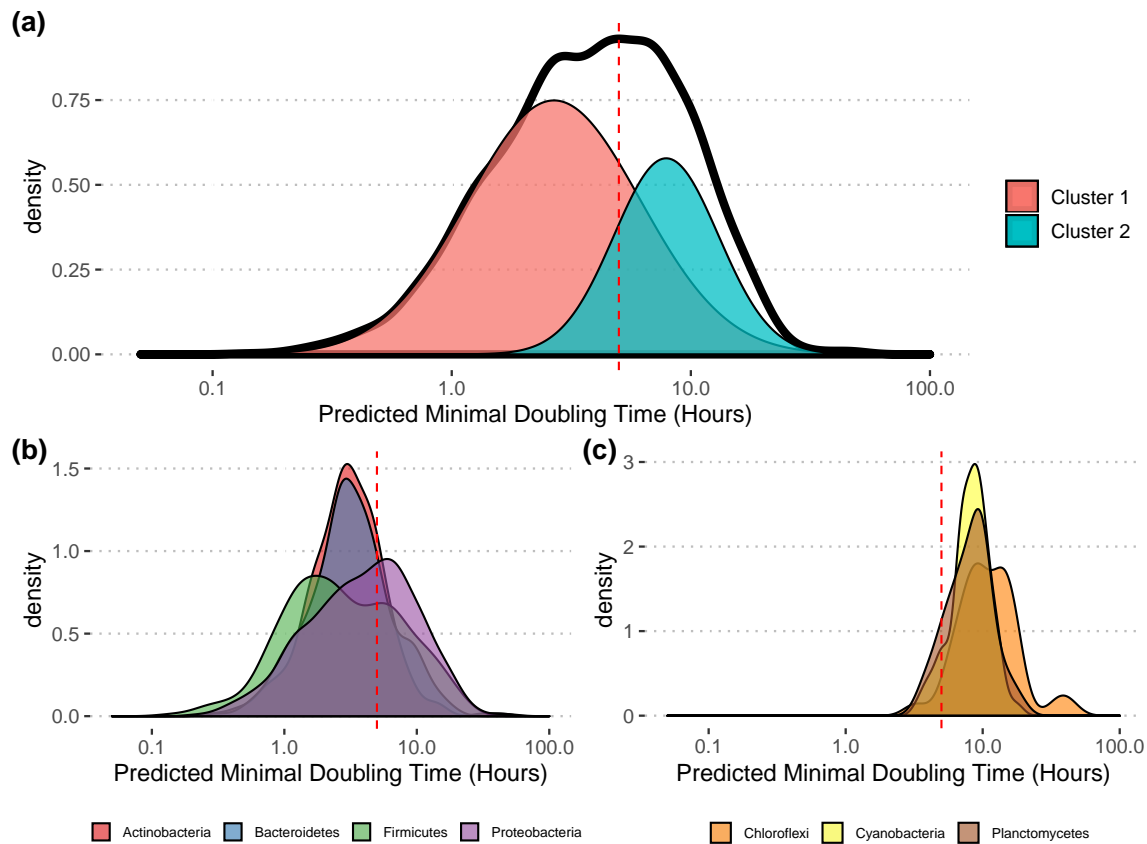 (a)
density
0.75
0.50
0.25
0.00
0.1 1.0 10.0 100.0
Predicted Minimal Doubling Time (Hours)
Cluster 1
Cluster 2
(b)
density
1.5
1.0
0.5
0.0
0.1 1.0 10.0 100.0
Predicted Minimal Doubling Time (Hours)
Actinobacteria Bacteroidetes Firmicutes Proteobacteria
(c)
density
3
2
1
0
0.1 1.0 10.0 100.0
Predicted Minimal Doubling Time (Hours)
Chloroflexi Cyanobacteria Planctomycetes